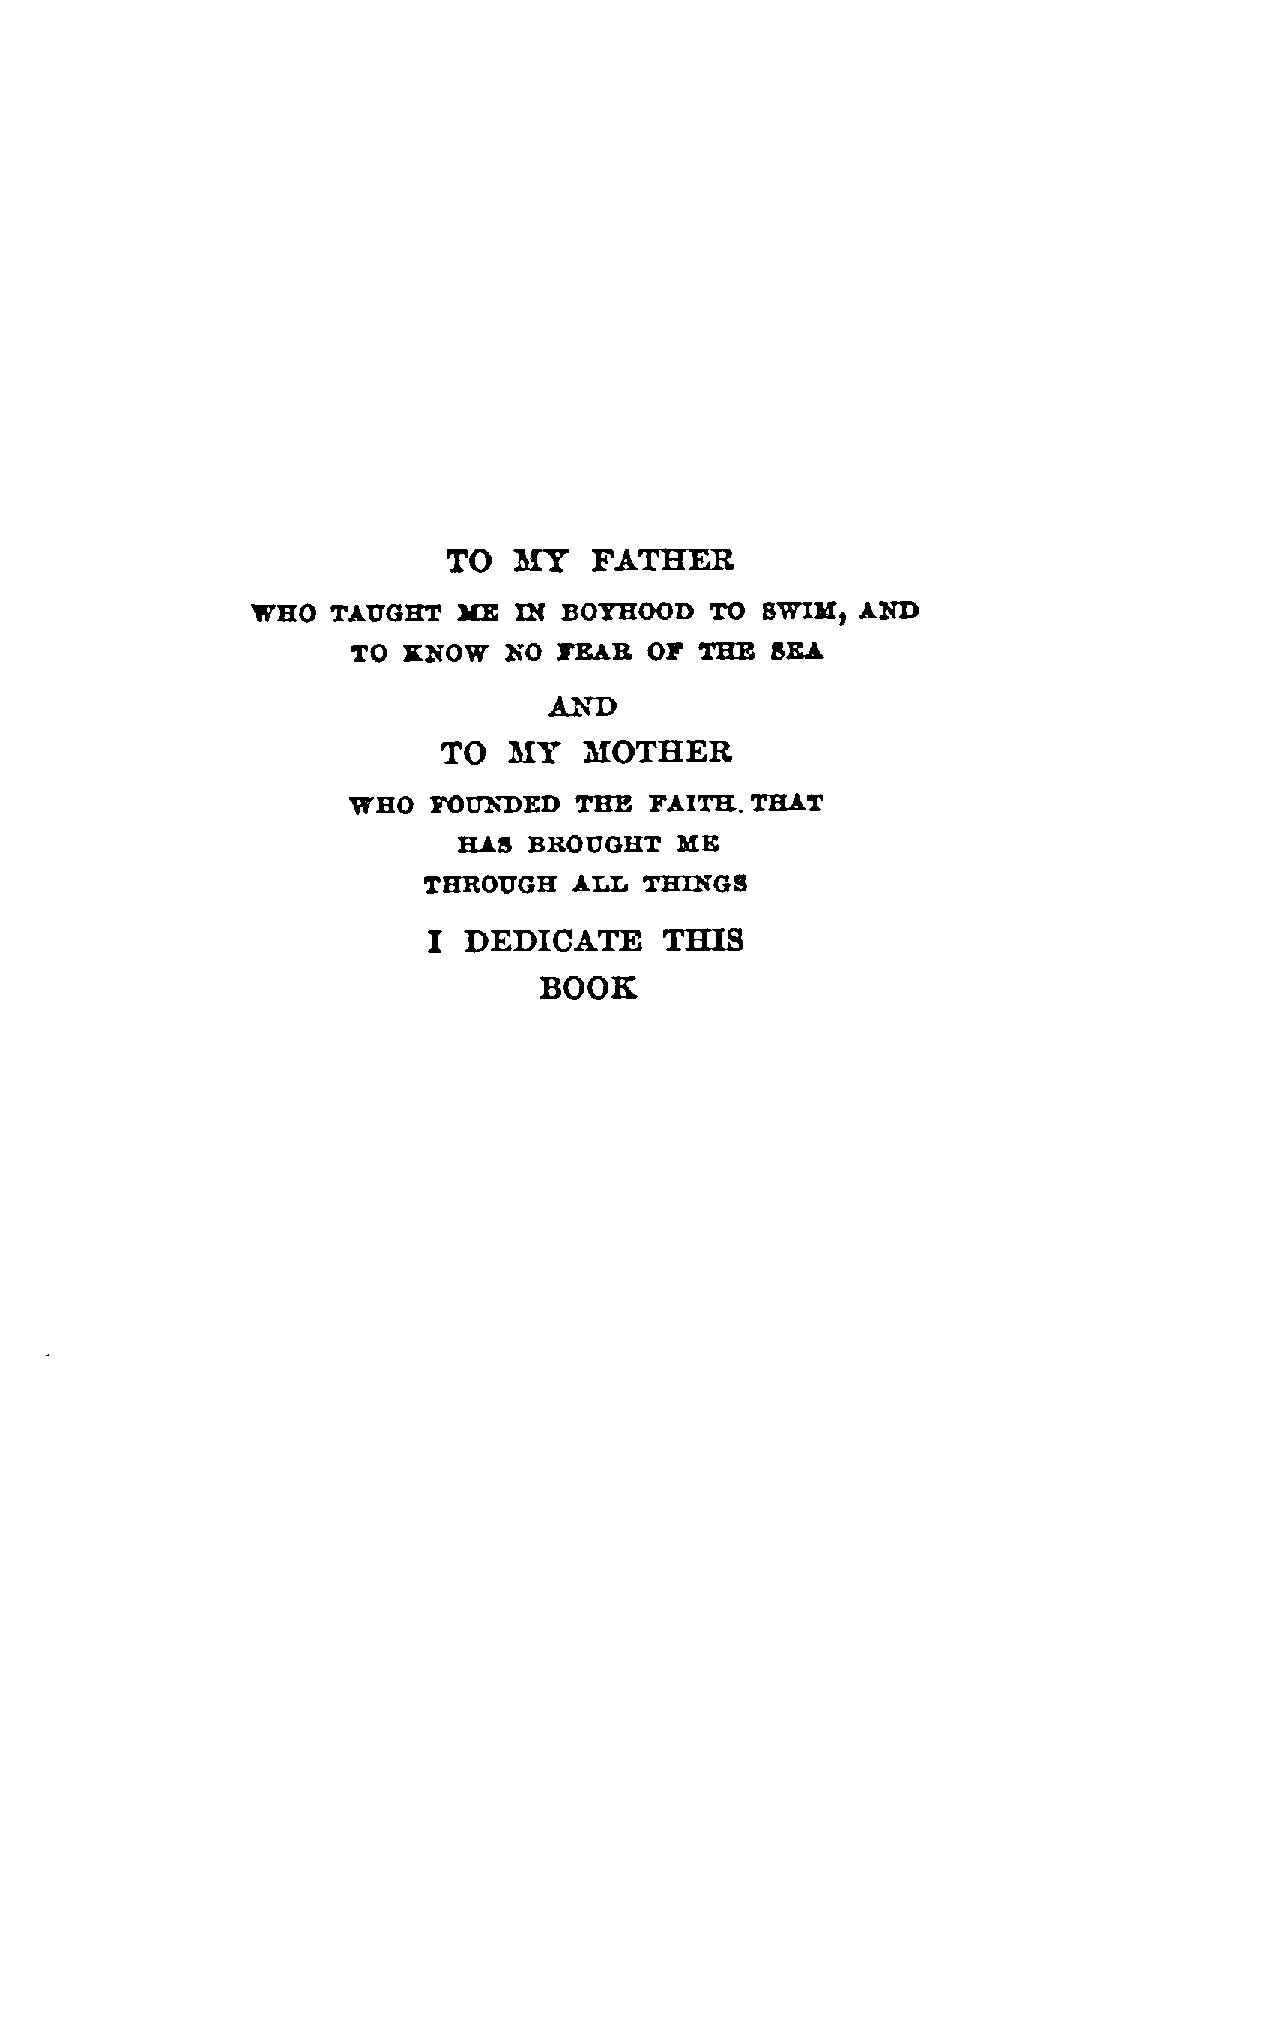 TO MY FATHER
WHO TAUGHT ME IN BOYHOOD TO SWIM, AND
TO KNOW NO FEAR OF THE SEA
AND
TO MY MOTHER
WHO FOUNDED THE FAITH. THAT
HAS BROUGHT ME
THROUGH ALL THINGS
I DEDICATE THIS
BOOK